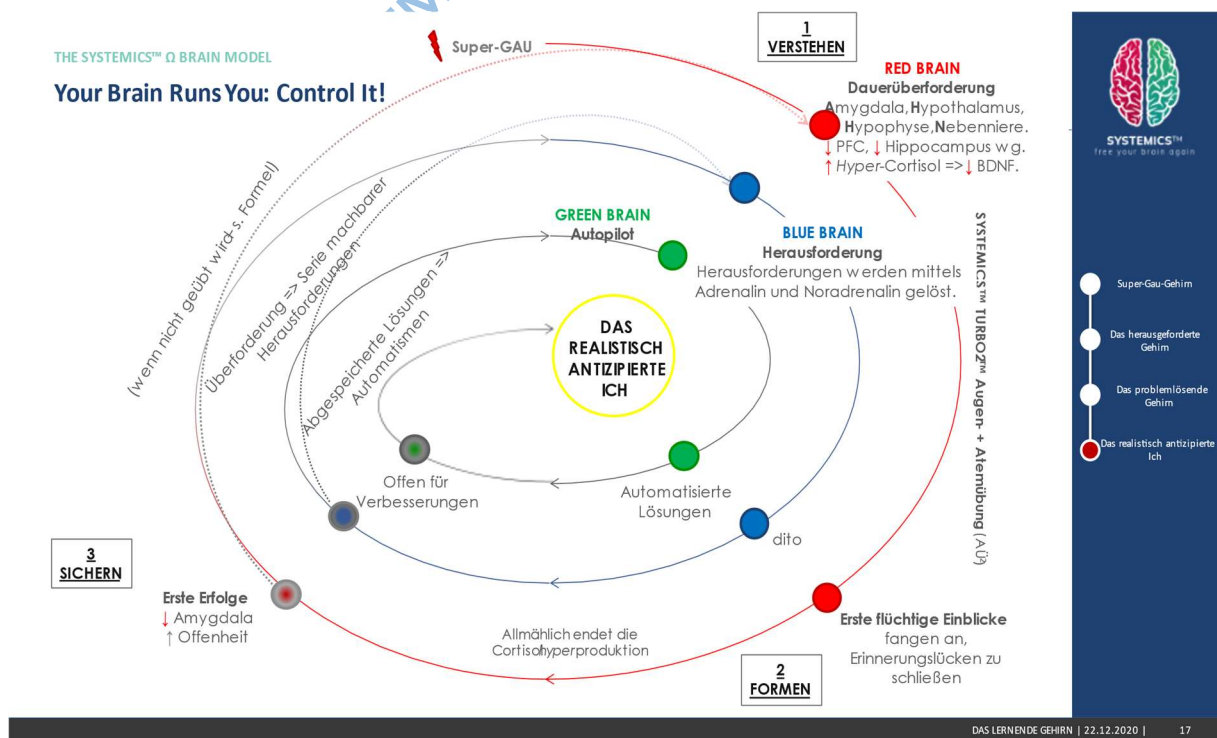 THE SYSTEMICS™ Ω BRAIN MODEL
Your Brain Runs You: Control It!
Super-GAU
1
VERSTEHEN
RED BRAIN
Dauerüberforderung
Amygdala, Hypothalamus,
Hypophyse, Nebenniere.
↓ PFC, ↓ Hippocampus wg.
↑ Hyper-Cortisol => ↓ BDNF.
(wenn nicht geübt wird- s. Formel)
Überforderung => Serie machbarer
Herausforderungen
Abgespeicherte Lösungen =>
Automatismen
GREEN BRAIN
Autopilot
BLUE BRAIN
Herausforderung
Herausforderungen werden mittels
Adrenalin und Noradrenalin gelöst.
DAS
REALISTISCH
ANTIZIPIERTE
ICH
SYSTEMICS™ TURBO2™ Augen- + Atemübung (AÜ²)
Offen für
Verbesserungen
Automatisierte
Lösungen
dito
3
SICHERN
Erste Erfolge
↓ Amygdala
↑ Offenheit
Allmählich endet die
Cortisolhyperproduktion
2
FORMEN
Erste flüchtige Einblicke
fangen an,
Erinnerungslücken zu
schließen
SYSTEMICS™
free your brain again
Super-Gau-Gehirn
Das herausgeforderte
Gehirn
Das problemlösende
Gehirn
Das realistisch antizipierte
Ich
DAS LERNENDE GEHIRN | 22.12.2020 | 17